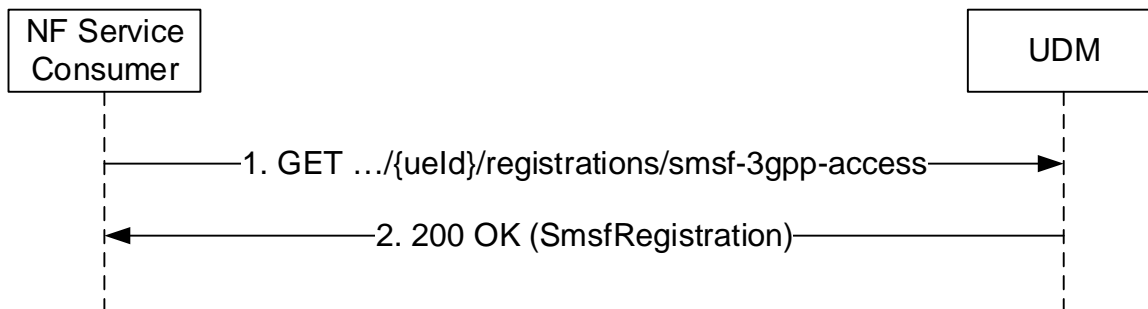 NF Service
Consumer
UDM
1. GET …/{ueId}/registrations/smsf-3gpp-access
2. 200 OK (SmsfRegistration)